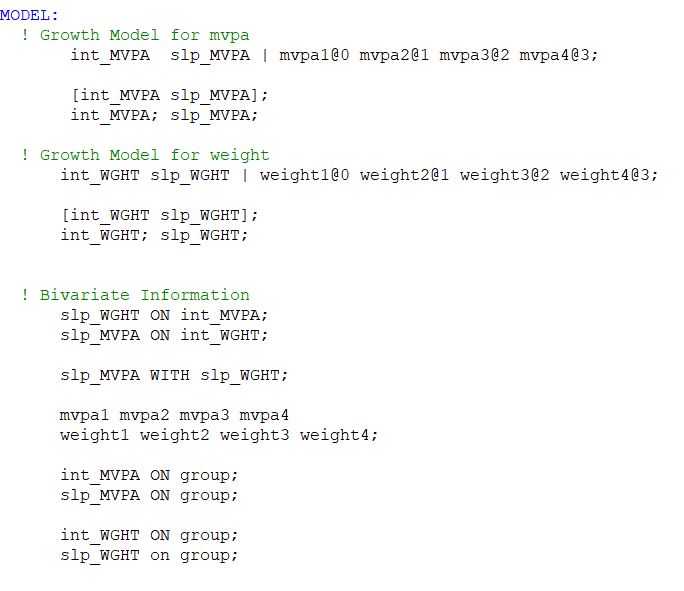 MODEL:
! Growth Model for mvpa
int_MVPA  slp_MVPA | mvpa1@0 mvpa2@1 mvpa3@2 mvpa4@3;
[int_MVPA slp_MVPA];
int_MVPA; slp_MVPA;
! Growth Model for weight
int_WGHT slp_WGHT | weight1@0 weight2@1 weight3@2 weight4@3;
[int_WGHT slp_WGHT];
int_WGHT; slp_WGHT;
! Bivariate Information
slp_WGHT ON int_MVPA;
slp_MVPA ON int_WGHT;
slp_MVPA WITH slp_WGHT;
mvpa1 mvpa2 mvpa3 mvpa4
weight1 weight2 weight3 weight4;
int_MVPA ON group;
slp_MVPA ON group;
int_WGHT ON group;
slp_WGHT on group;